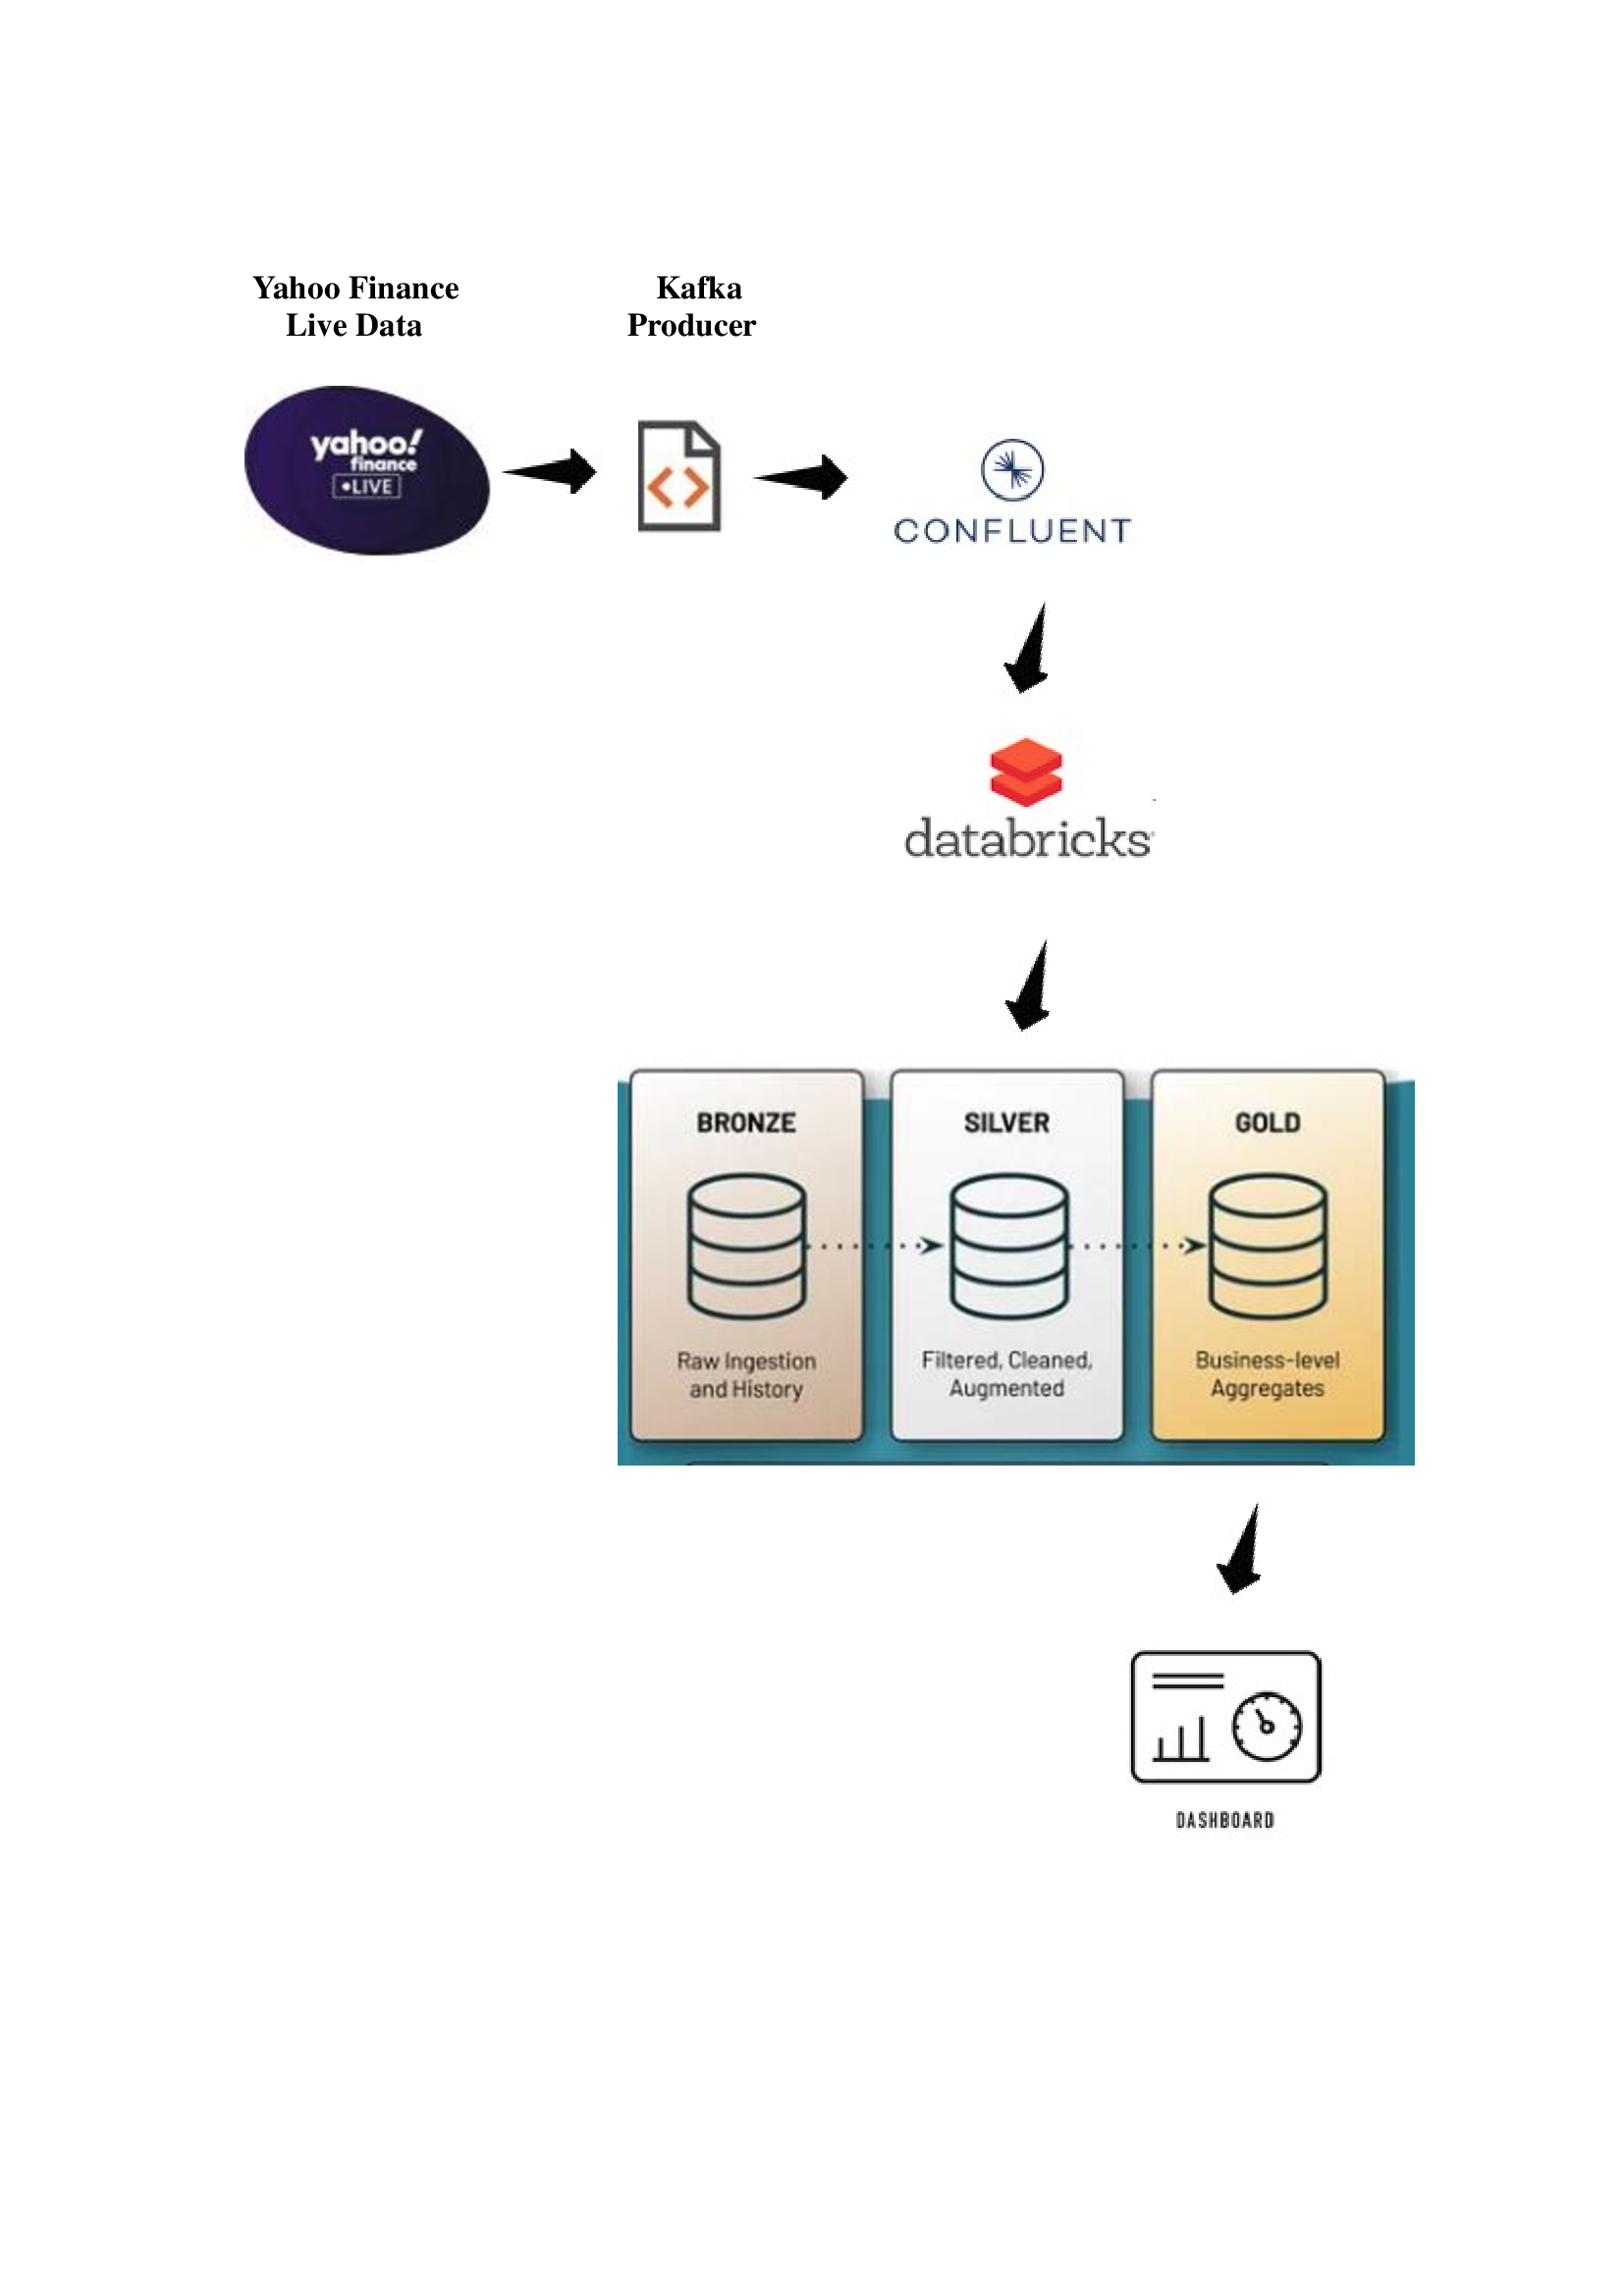 Yahoo Finance
Live Data
Kafka
Producer
yahoo!
finance
•LIVE
CONFLUENT
databricks
BRONZE
SILVER
GOLD
Raw Ingestion
and History
Filtered, Cleaned,
Augmented
Business-level
Aggregates
DASHBOARD